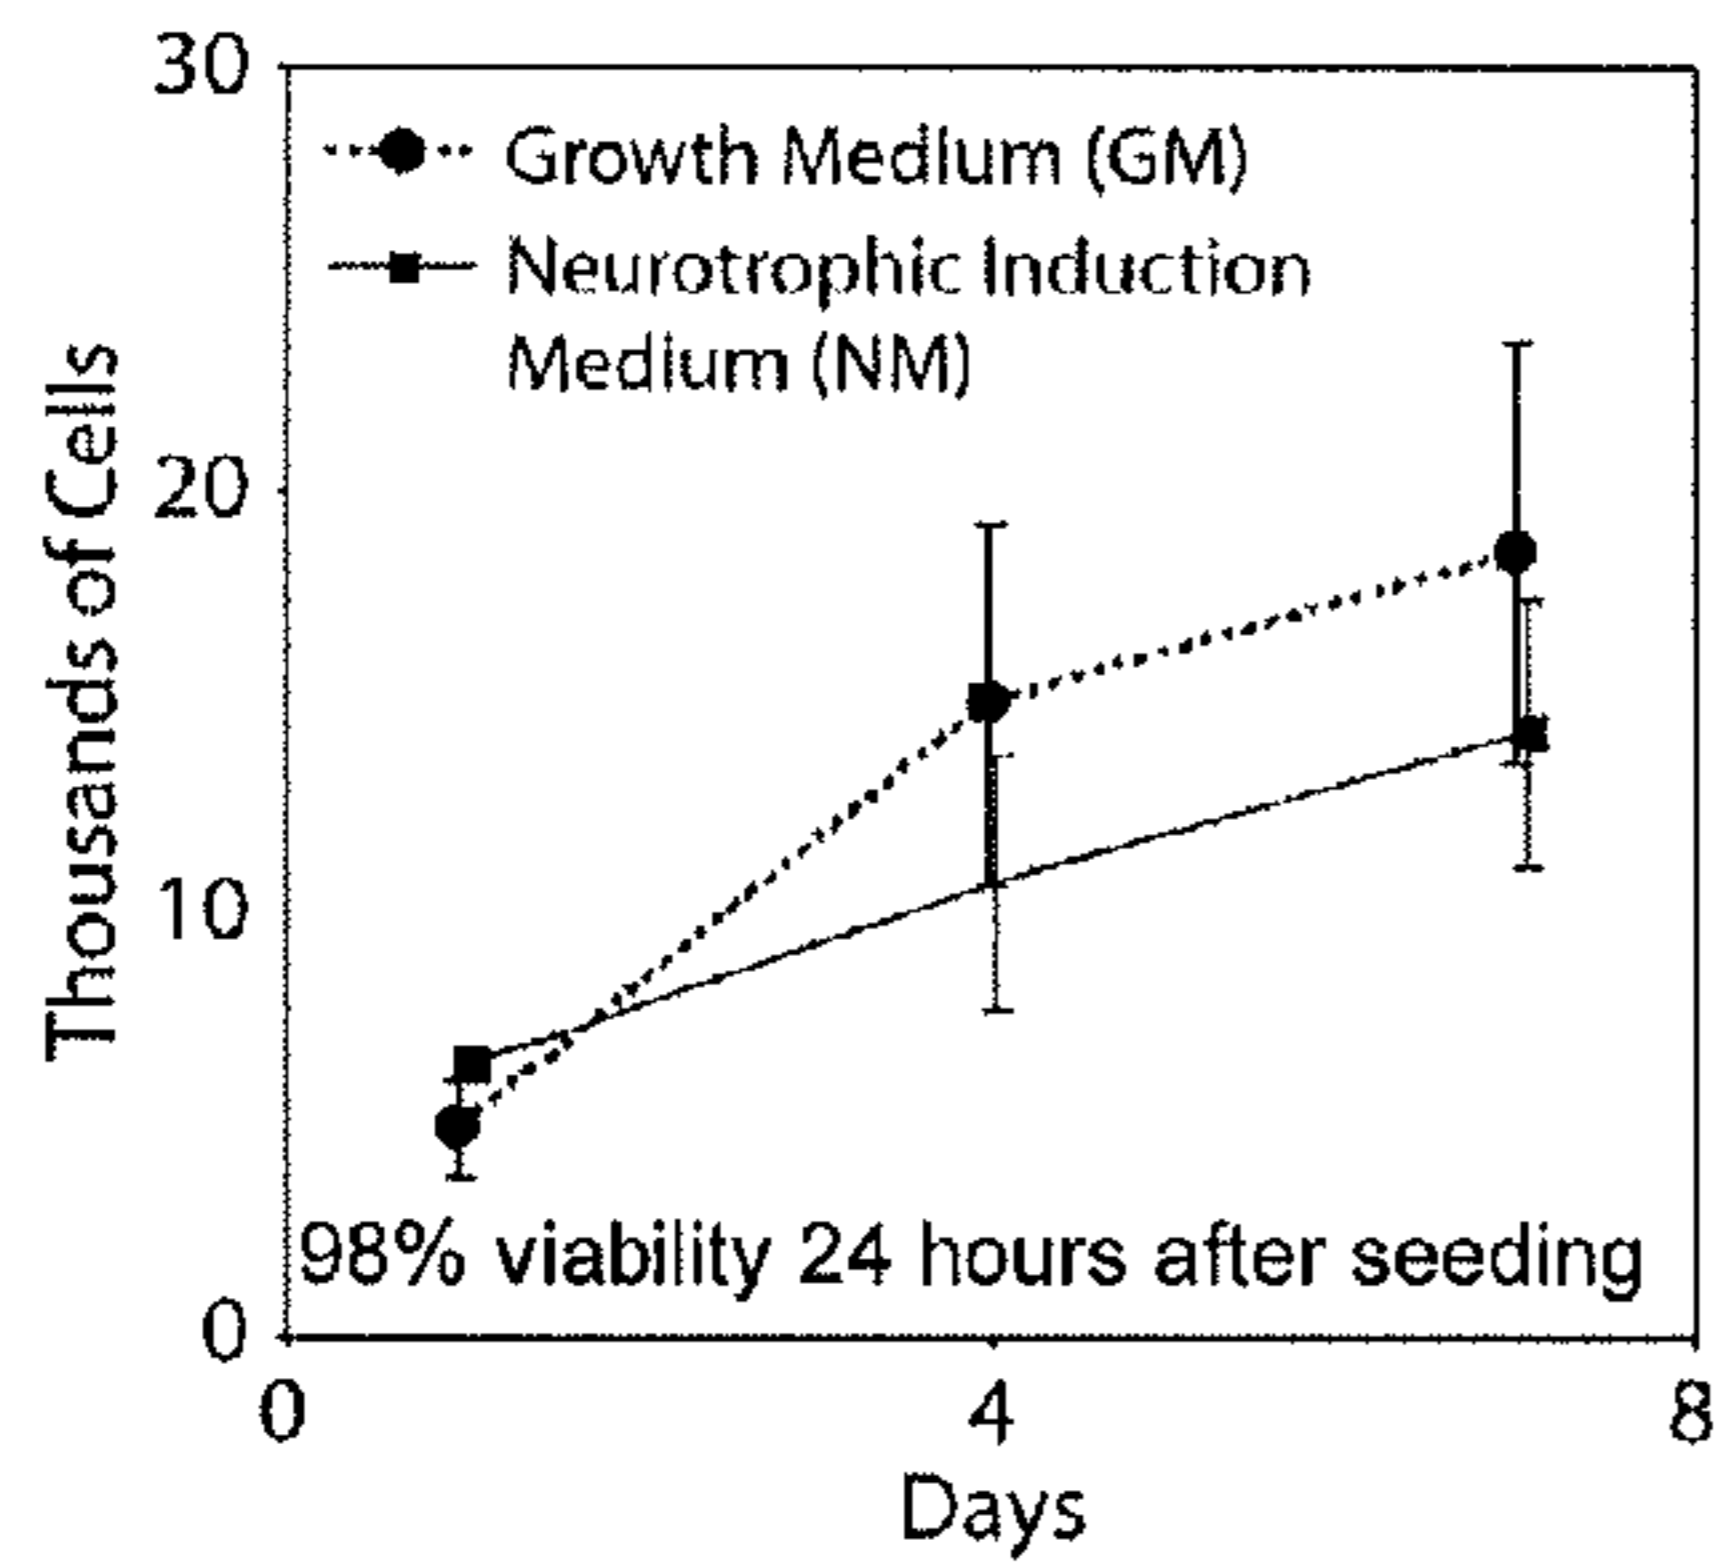 30
Growth Medium (GM)
Neurotrophic Induction
Medium (NM)
Thousands of Cells
20
10
98% viability 24 hours after seeding
0
0 4 8
Days